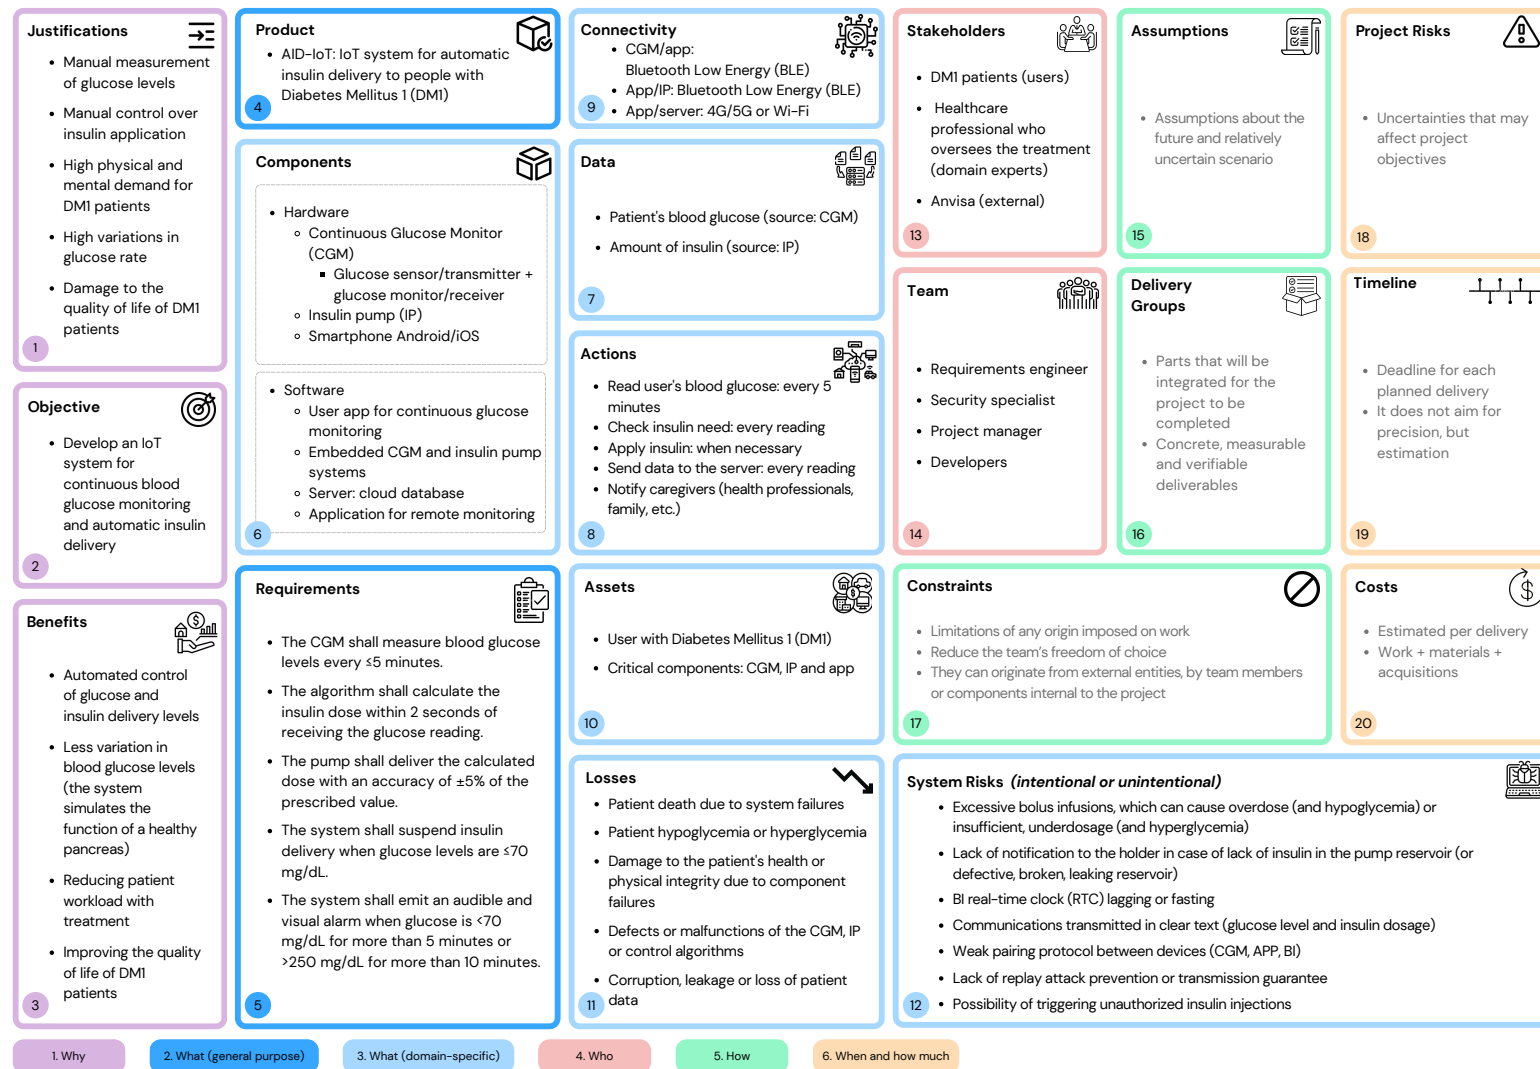 Justifications
• Manual measurement
of glucose levels
• Manual control over
insulin application
• High physical and
mental demand for
DM1 patients
• High variations in
glucose rate
• Damage to the
quality of life of DM1
patients
1
Objective
• Develop an IoT
system for
continuous blood
glucose monitoring
and automatic insulin
delivery
2
Benefits
• Automated control
of glucose and
insulin delivery levels
• Less variation in
blood glucose levels
(the system
simulates the
function of a healthy
pancreas)
• Reducing patient
workload with
treatment
• Improving the quality
of life of DM1
patients
3
Product
• AID-IoT: IoT system for automatic
insulin delivery to people with
Diabetes Mellitus 1 (DM1)
4
Components
• Hardware
Continuous Glucose Monitor
(CGM)
Glucose sensor/transmitter +
glucose monitor/receiver
Insulin pump (IP)
Smartphone Android/iOS
• Software
User app for continuous glucose
monitoring
Embedded CGM and insulin pump
systems
Server: cloud database
Application for remote monitoring
6
Requirements
• The CGM shall measure blood glucose
levels every ≤5 minutes.
• The algorithm shall calculate the
insulin dose within 2 seconds of
receiving the glucose reading.
• The pump shall deliver the calculated
dose with an accuracy of ±5% of the
prescribed value.
• The system shall suspend insulin
delivery when glucose levels are ≤70
mg/dL.
• The system shall emit an audible and
visual alarm when glucose is <70
mg/dL for more than 5 minutes or
>250 mg/dL for more than 10 minutes.
5
Connectivity
• CGM/app:
Bluetooth Low Energy (BLE)
• App/IP: Bluetooth Low Energy (BLE)
• App/server: 4G/5G or Wi-Fi
9
Data
• Patient's blood glucose (source: CGM)
• Amount of insulin (source: IP)
7
Actions
• Read user's blood glucose: every 5
minutes
• Check insulin need: every reading
• Apply insulin: when necessary
• Send data to the server: every reading
• Notify caregivers (health professionals,
family, etc.)
8
Assets
• User with Diabetes Mellitus 1 (DM1)
• Critical components: CGM, IP and app
10
Losses
• Patient death due to system failures
• Patient hypoglycemia or hyperglycemia
• Damage to the patient's health or
physical integrity due to component
failures
• Defects or malfunctions of the CGM, IP
or control algorithms
• Corruption, leakage or loss of patient
data
11
Stakeholders
• DM1 patients (users)
• Healthcare
professional who
oversees the treatment
(domain experts)
• Anvisa (external)
13
Team
• Requirements engineer
• Security specialist
• Project manager
• Developers
14
Assumptions
• Assumptions about the
future and relatively
uncertain scenario
15
Delivery
Groups
• Parts that will be
integrated for the
project to be
completed
• Concrete, measurable
and verifiable
deliverables
16
Project Risks
• Uncertainties that may
affect project
objectives
18
Timeline
• Deadline for each
planned delivery
• It does not aim for
precision, but
estimation
19
Constraints
• Limitations of any origin imposed on work
• Reduce the team's freedom of choice
• They can originate from external entities, by team members
or components internal to the project
17
Costs
• Estimated per delivery
• Work + materials +
acquisitions
20
System Risks (intentional or unintentional)
• Excessive bolus infusions, which can cause overdose (and hypoglycemia) or
insufficient, underdosage (and hyperglycemia)
• Lack of notification to the holder in case of lack of insulin in the pump reservoir (or
defective, broken, leaking reservoir)
• BI real-time clock (RTC) lagging or fasting
• Communications transmitted in clear text (glucose level and insulin dosage)
• Weak pairing protocol between devices (CGM, APP, BI)
• Lack of replay attack prevention or transmission guarantee
• Possibility of triggering unauthorized insulin injections
12
1. Why
2. What (general purpose)
3. What (domain-specific)
4. Who
5. How
6. When and how much